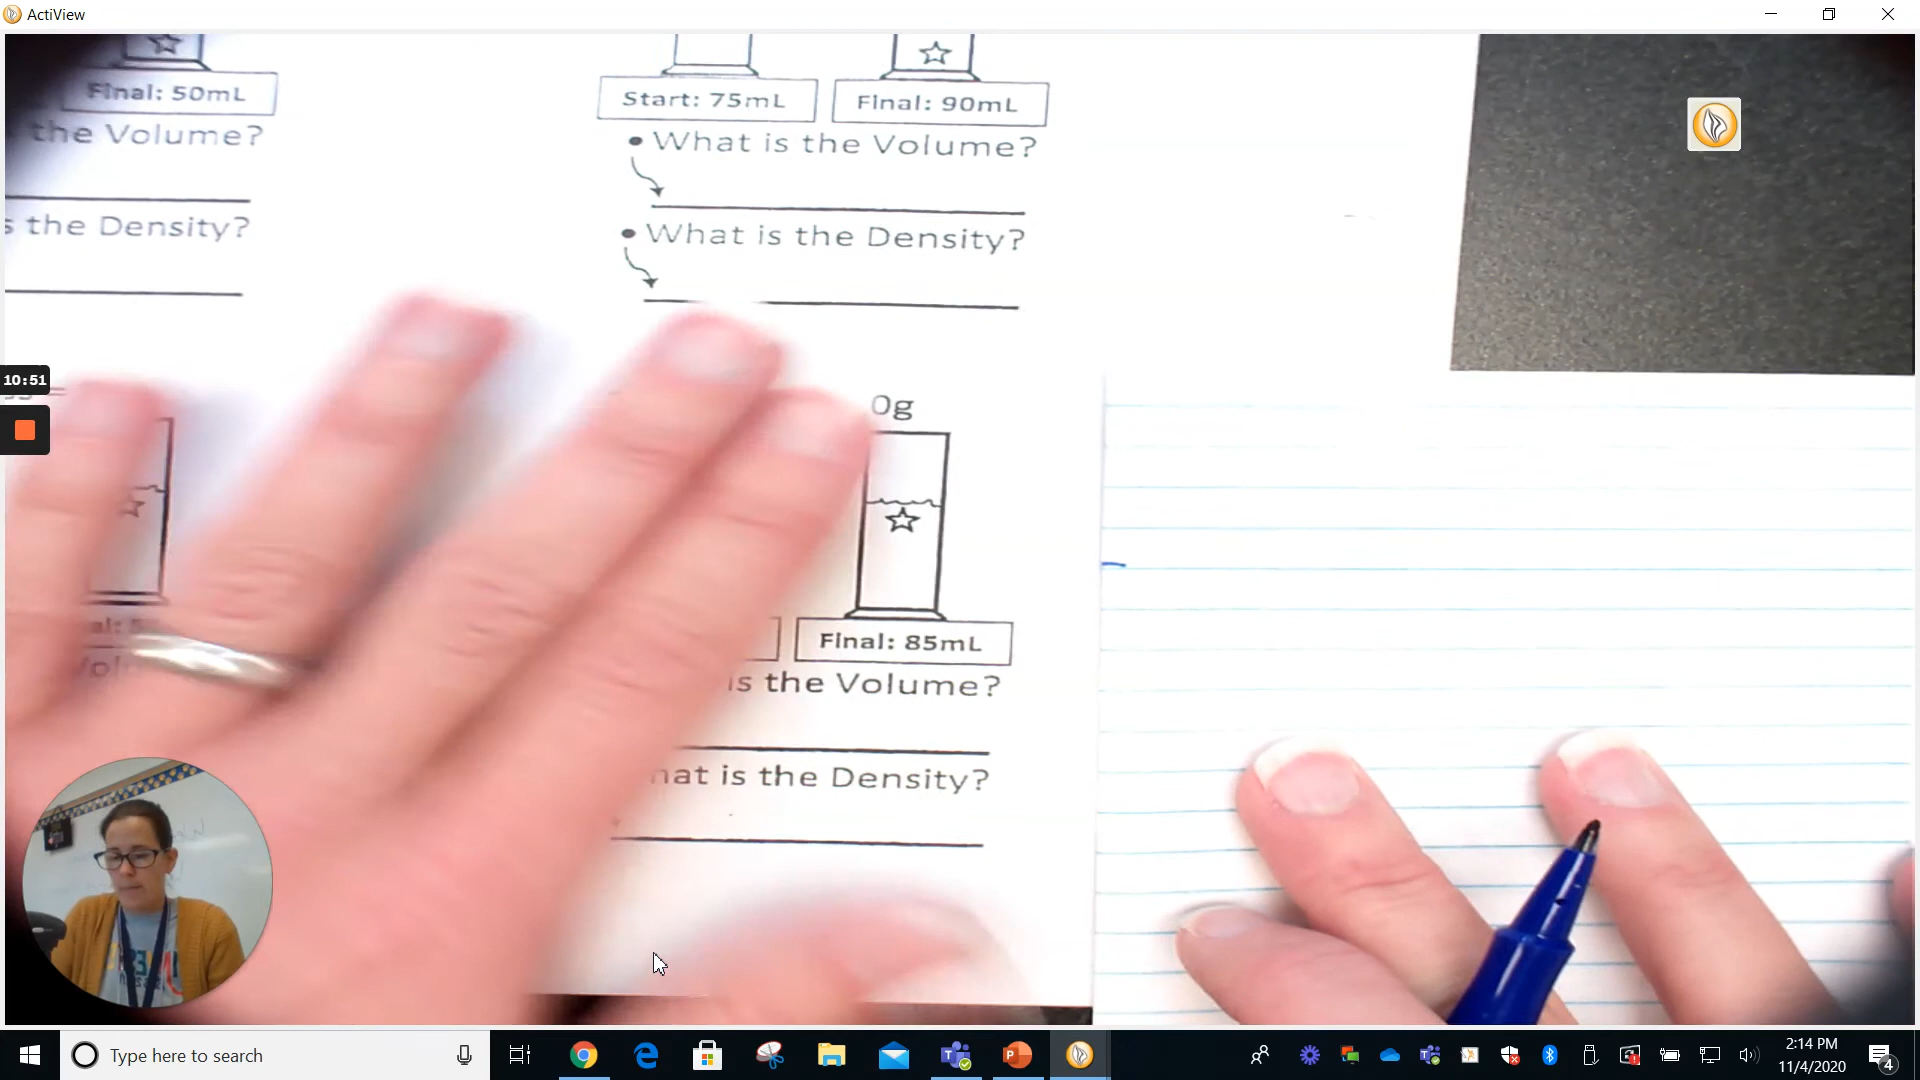 ActiView
Final: 50mL
Start: 75mL
Final: 90mL
the Volume?
What is the Volume?
s the Density?
What is the Density?
10:51
0g
Final: 85mL
is the Volume?
hat is the Density?
Type here to search
2:14 PM
11/4/2020
4